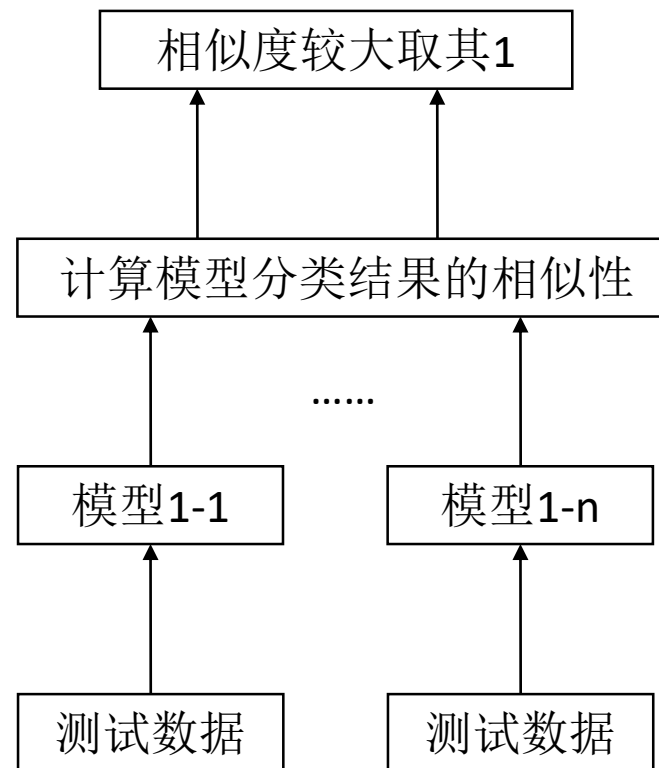 相似度较大取其1
计算模型分类结果的相似性
……
模型1-1
模型1-n
测试数据
测试数据